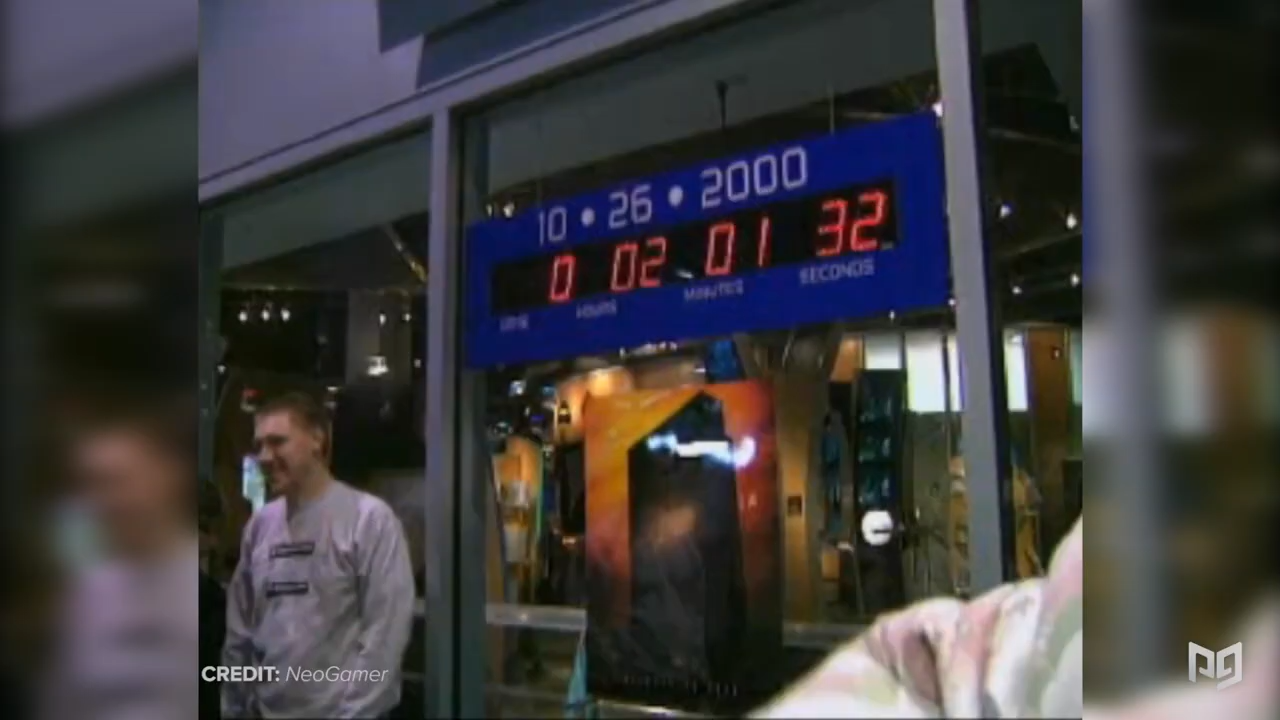 10 • 26 • 2000
0 02 01 32
DAYS HOURS MINUTES SECONDS
CREDIT: NeoGamer